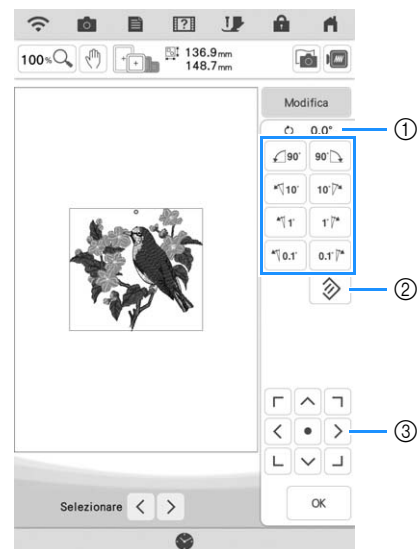 100% 136.9mm
148.7mm
Modifica
0.0° ①
90° 90°
10° 10°
1° 1°
0.1° 0.1°
②
③
Selezionare
OK